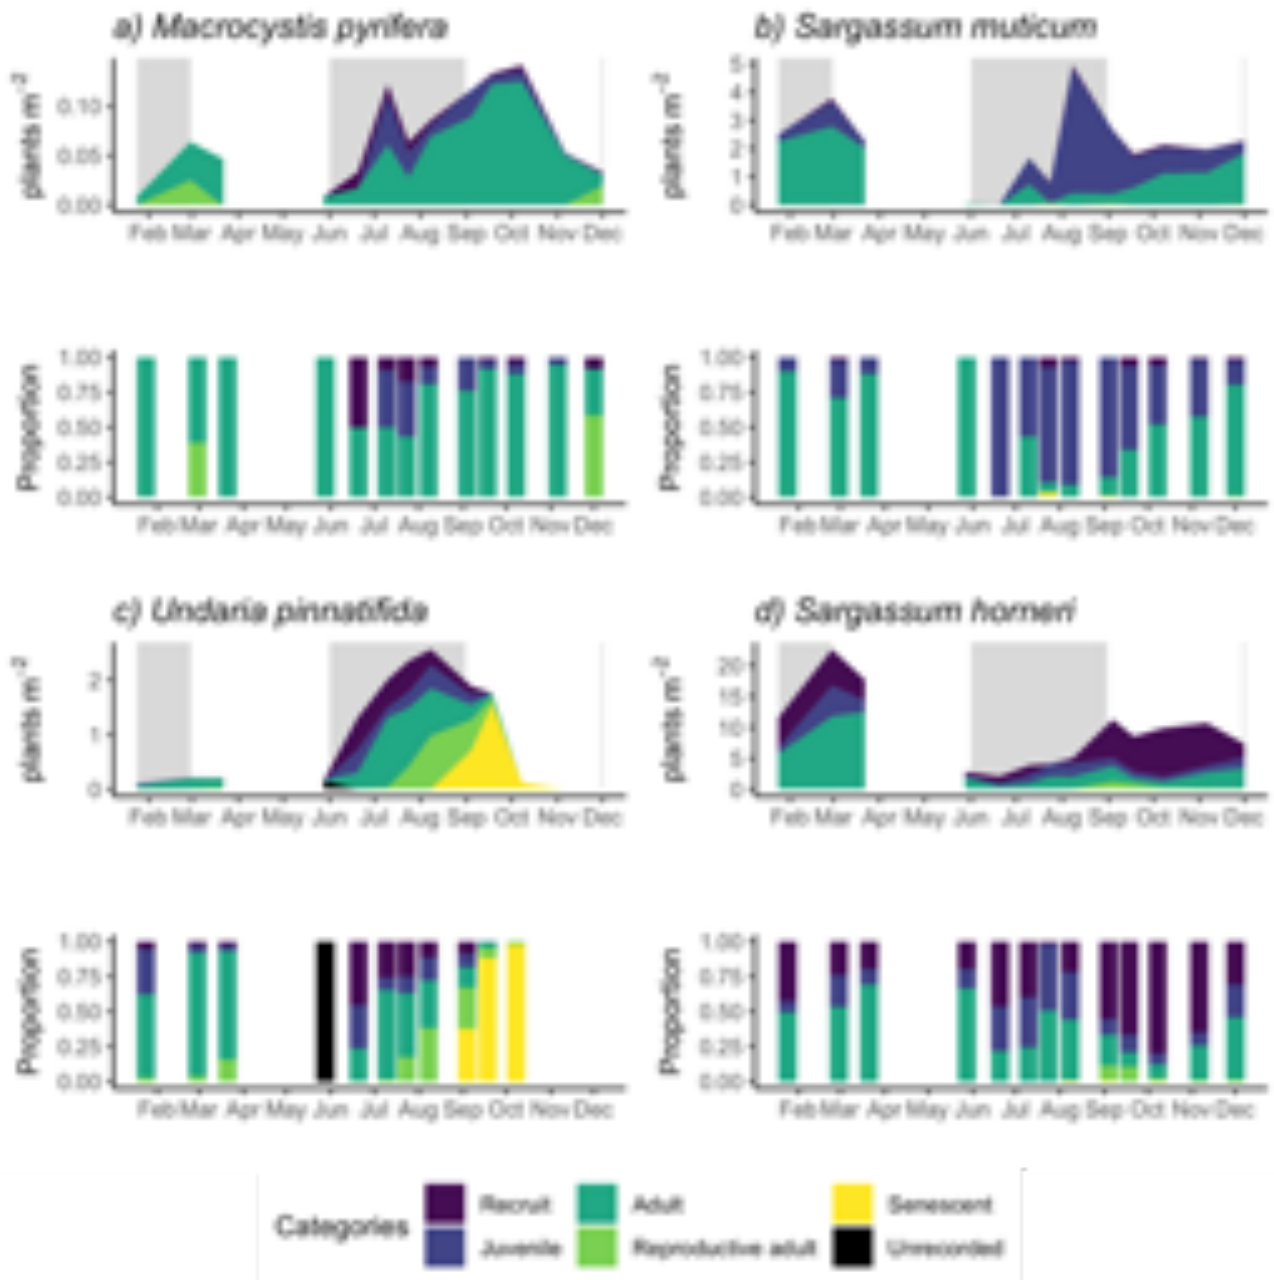 a) Macrocystis pyrifera
plants m⁻²
0.10
0.05
0.00
Feb Mar Apr May Jun Jul Aug Sep Oct Nov Dec
b) Sargassum muticum
plants m⁻²
5
4
3
2
1
0
Feb Mar Apr May Jun Jul Aug Sep Oct Nov Dec
Proportion
1.00
0.75
0.50
0.25
0.00
Feb Mar Apr May Jun Jul Aug Sep Oct Nov Dec
Proportion
1.00
0.75
0.50
0.25
0.00
Feb Mar Apr May Jun Jul Aug Sep Oct Nov Dec
c) Undaria pinnatifida
plants m⁻²
2
1
0
Feb Mar Apr May Jun Jul Aug Sep Oct Nov Dec
d) Sargassum horneri
plants m⁻²
20
15
10
5
0
Feb Mar Apr May Jun Jul Aug Sep Oct Nov Dec
Proportion
1.00
0.75
0.50
0.25
0.00
Feb Mar Apr May Jun Jul Aug Sep Oct Nov Dec
Proportion
1.00
0.75
0.50
0.25
0.00
Feb Mar Apr May Jun Jul Aug Sep Oct Nov Dec
Categories
Recruit Adult Senescent
Juvenile Reproductive adult Unrecorded